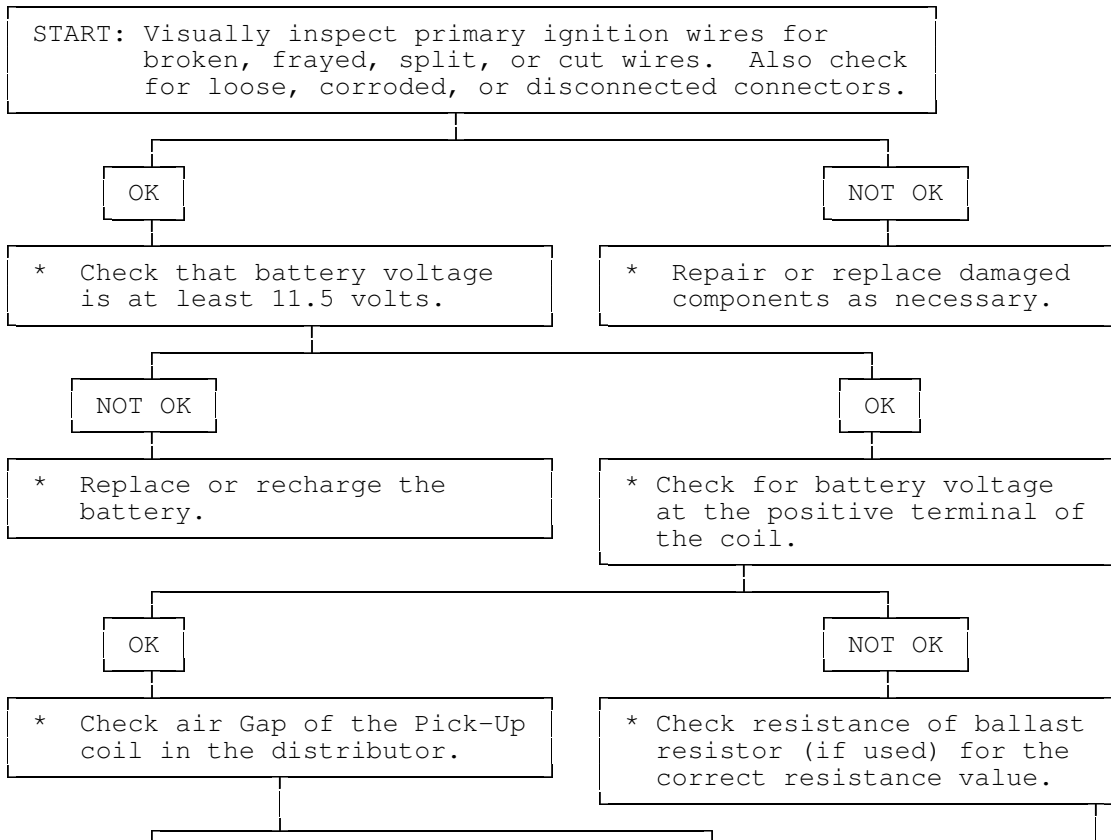 START: Visually inspect primary ignition wires for
broken, frayed, split, or cut wires. Also check
for loose, corroded, or disconnected connectors.
OK
NOT OK
* Check that battery voltage
is at least 11.5 volts.
* Repair or replace damaged
components as necessary.
NOT OK
OK
* Replace or recharge the
battery.
* Check for battery voltage
at the positive terminal of
the coil.
OK
NOT OK
* Check air Gap of the Pick-Up
coil in the distributor.
* Check resistance of ballast
resistor (if used) for the
correct resistance value.